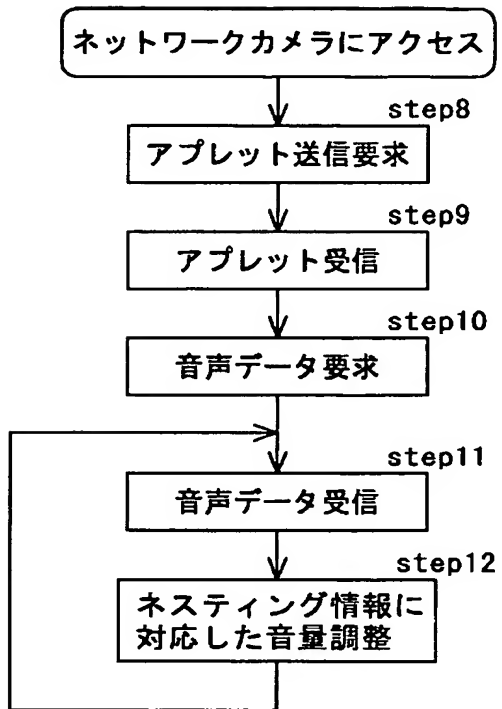 ネットワークカメラにアクセス
step8
アプレット送信要求
step9
アプレット受信
step10
音声データ要求
step11
音声データ受信
step12
ネスティング情報に
対応した音量調整